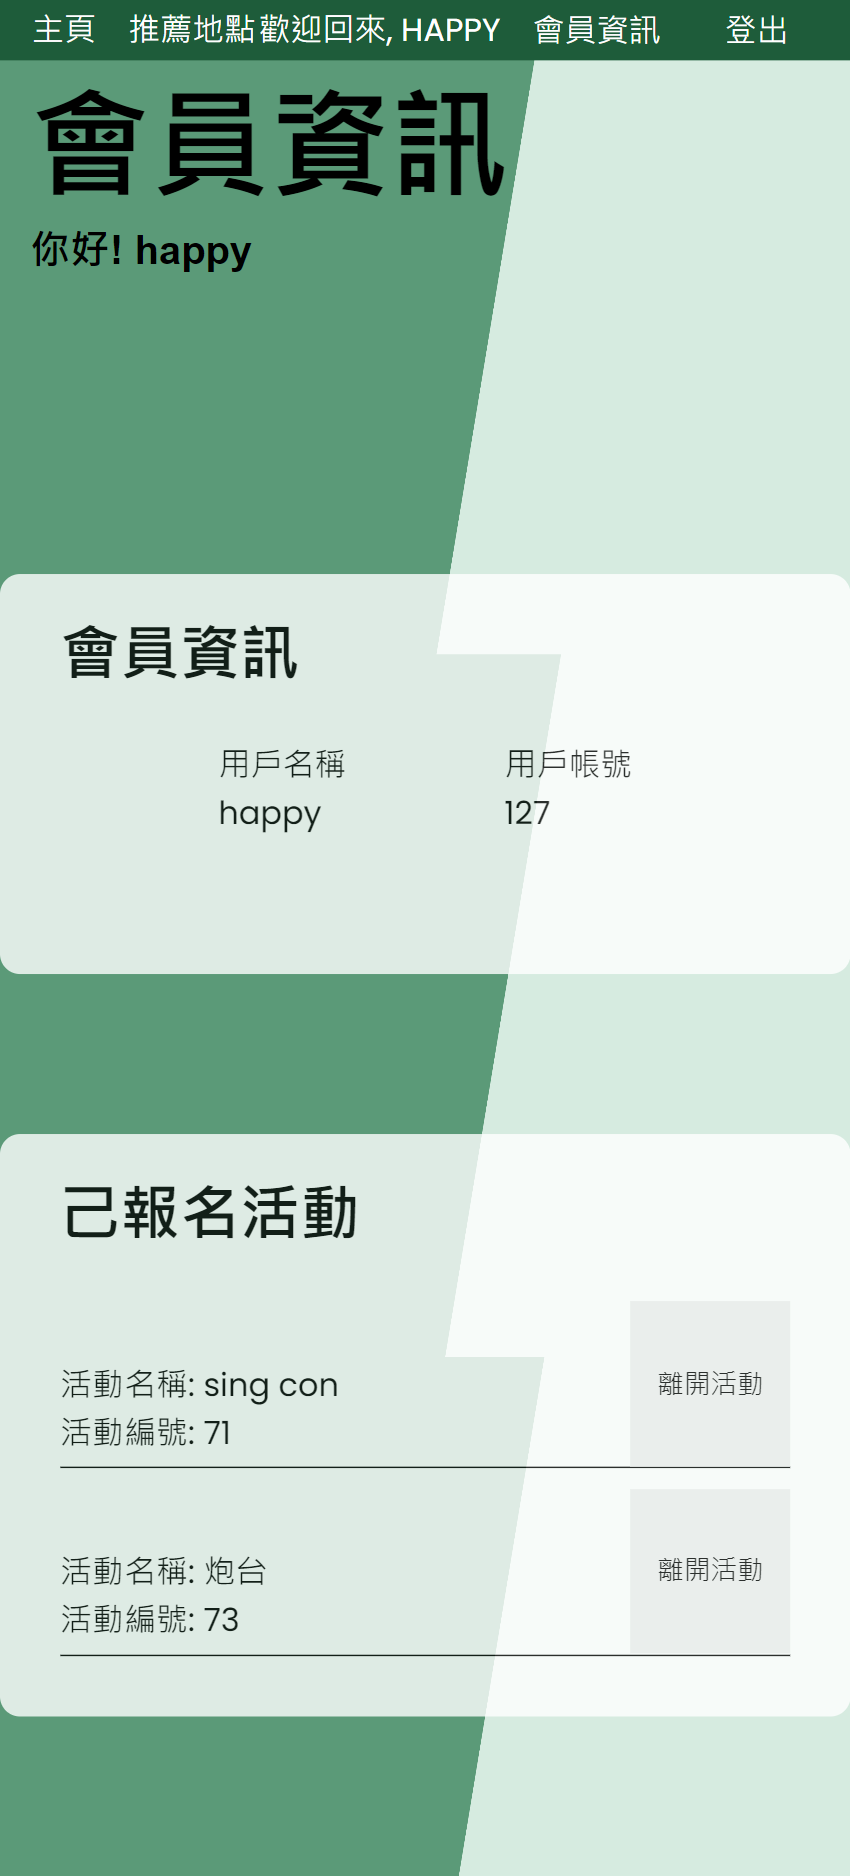 主頁 推薦地點 歡迎回來, HAPPY 會員資訊 登出
會員資訊
你好! happy
會員資訊
用戶名稱 用戶帳號
happy 127
己報名活動
活動名稱: sing con
離開活動
活動編號: 71
活動名稱: 炮台
離開活動
活動編號: 73